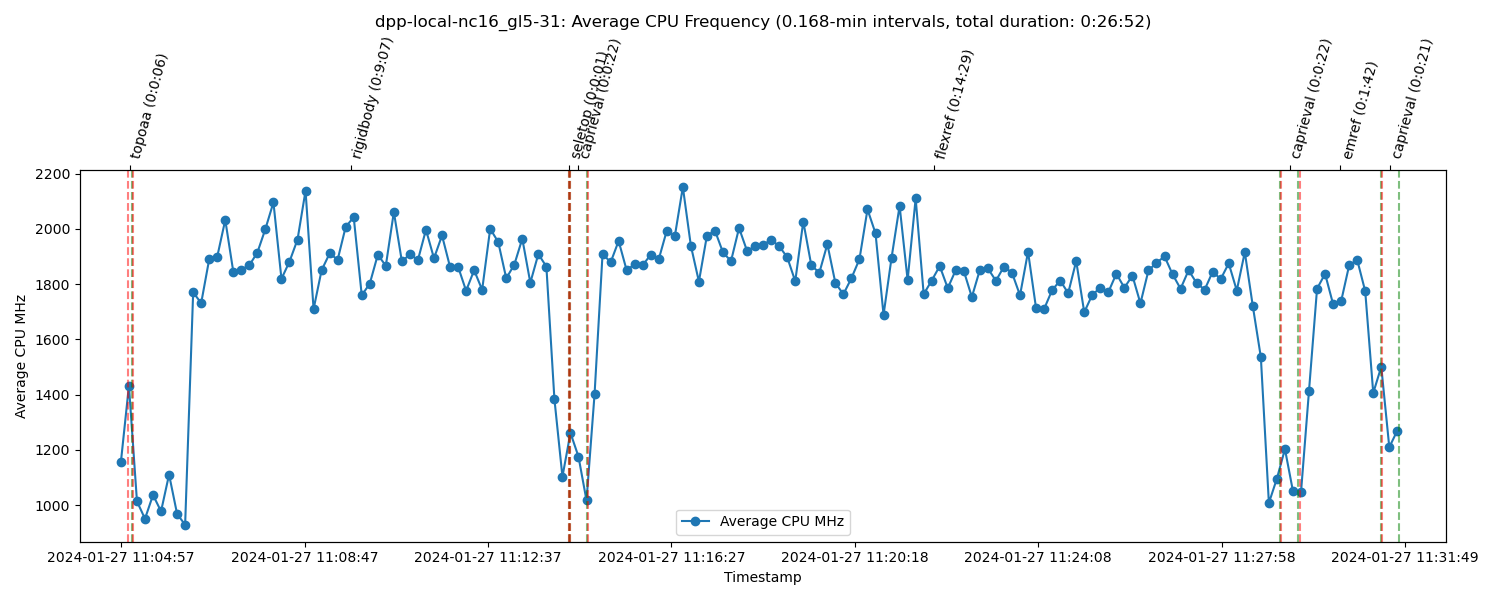 dpp-local-nc16_gl5-31: Average CPU Frequency (0.168-min intervals, total duration: 0:26:52)
topoaa (0:0:06)
rigidbody (0:9:07)
seletop (0:0:01)
caprieval (0:0:22)
flexref (0:14:29)
caprieval (0:0:22)
emref (0:1:42)
caprieval (0:0:21)
Average CPU MHz
2200
2000
1800
1600
1400
1200
1000
Average CPU MHz
2024-01-27 11:04:57
2024-01-27 11:08:47
2024-01-27 11:12:37
2024-01-27 11:16:27
2024-01-27 11:20:18
2024-01-27 11:24:08
2024-01-27 11:27:58
2024-01-27 11:31:49
Timestamp